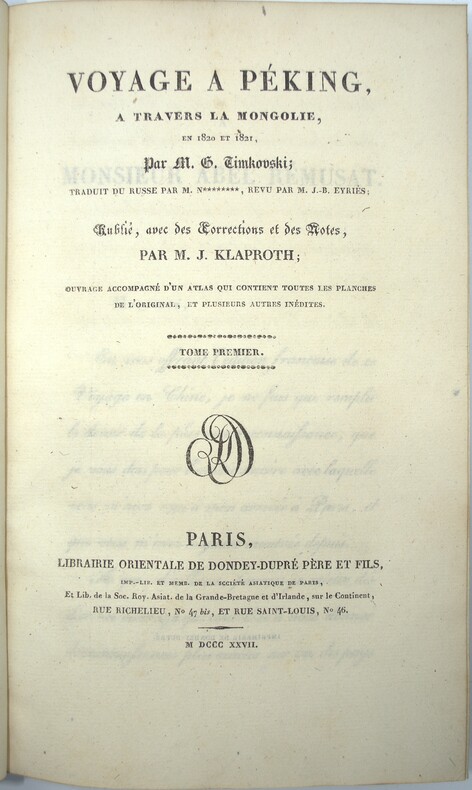 VOYAGE A PÉKING,
A TRAVERS LA MONGOLIE,
EN 1820 ET 1821,
Par M. G. Timkovski;
TRADUIT DU RUSSE PAR M. N********, REVU PAR M. J.-B. EYRIÈS;
Publié, avec des Corrections et des Notes,
PAR M. J. KLAPROTH;
OUVRAGE ACCOMPAGNÉ D'UN ATLAS QUI CONTIENT TOUTES LES PLANCHES
DE L'ORIGINAL, ET PLUSIEURS AUTRES INÉDITES.
TOME PREMIER.
PARIS,
LIBRAIRIE ORIENTALE DE DONDEY-DUPRÉ PÈRE ET FILS,
IMP.-LIB. ET MEMB. DE LA SOCIÉTÉ ASIATIQUE DE PARIS,
Et Lib. de la Soc. Roy. Asiat. de la Grande-Bretagne et d'Irlande, sur le Continent,
RUE RICHELIEU, No 47 bis, ET RUE SAINT-LOUIS, No 46.
M DCCC XXVII.